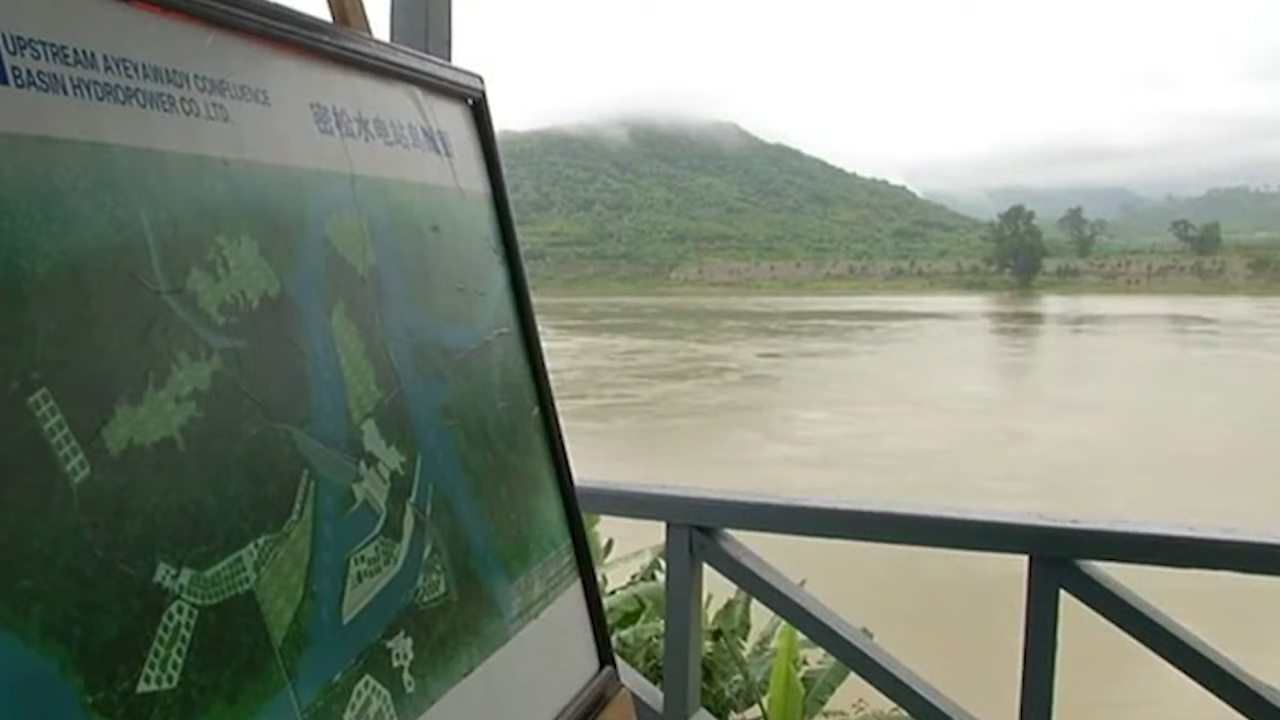 UPSTREAM AYEYAWADY CONFLUENCE
BASIN HYDROPOWER CO.,LTD.
密松水电站鸟瞰图